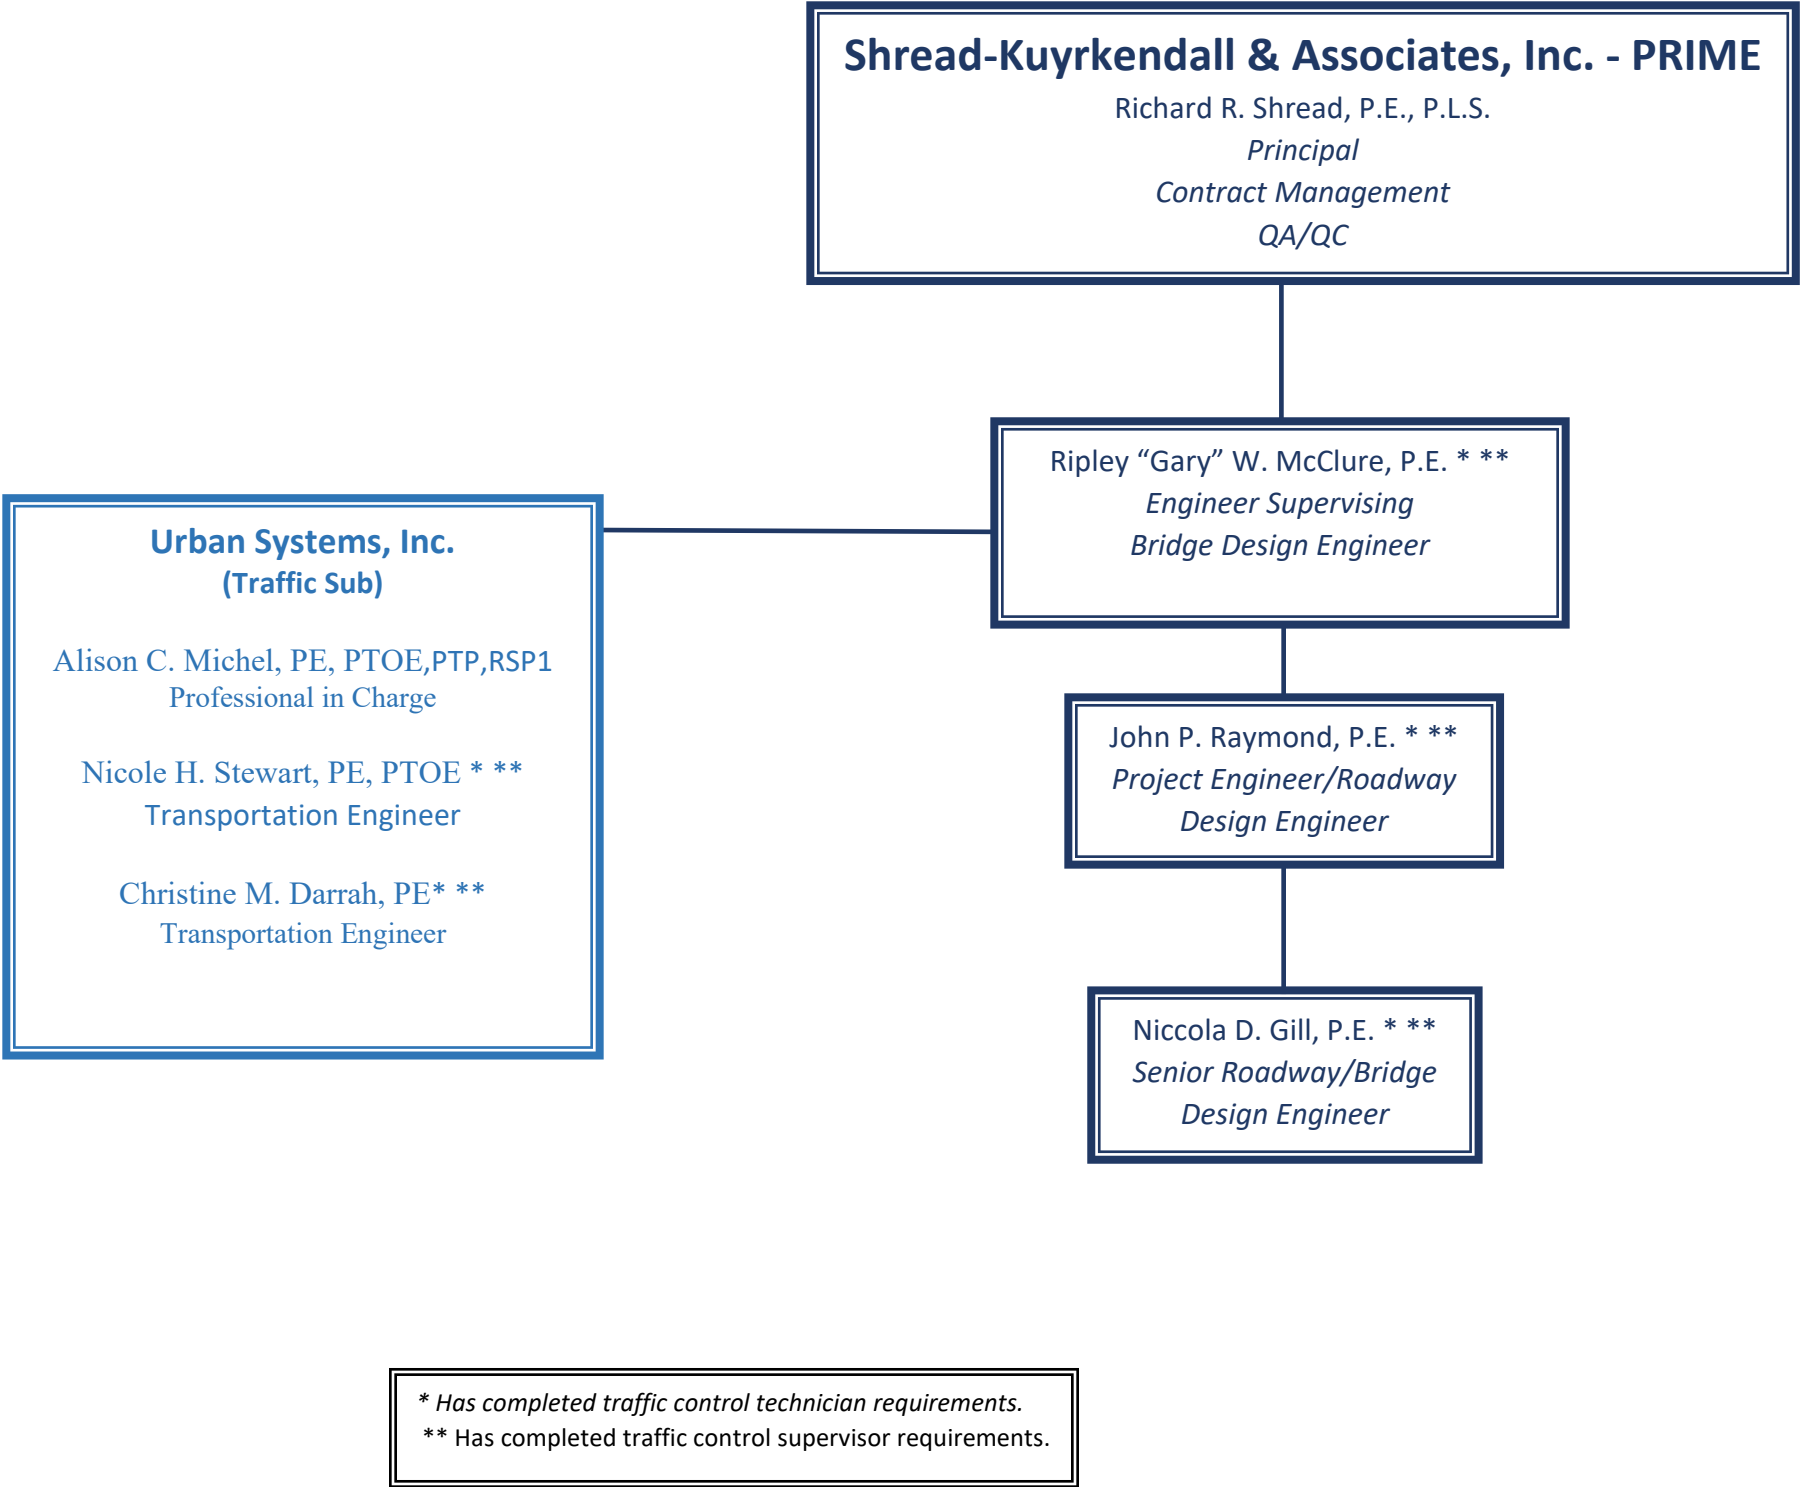 Shread-Kuyrkendall & Associates, Inc. - PRIME
Richard R. Shread, P.E., P.L.S.
Principal
Contract Management
QA/QC
Ripley “Gary” W. McClure, P.E. * **
Engineer Supervising
Bridge Design Engineer
Urban Systems, Inc.
(Traffic Sub)
Alison C. Michel, PE, PTOE,PTP,RSP1
Professional in Charge
Nicole H. Stewart, PE, PTOE * **
Transportation Engineer
Christine M. Darrah, PE* **
Transportation Engineer
John P. Raymond, P.E. * **
Project Engineer/Roadway
Design Engineer
Niccola D. Gill, P.E. * **
Senior Roadway/Bridge
Design Engineer
* Has completed traffic control technician requirements.
** Has completed traffic control supervisor requirements.